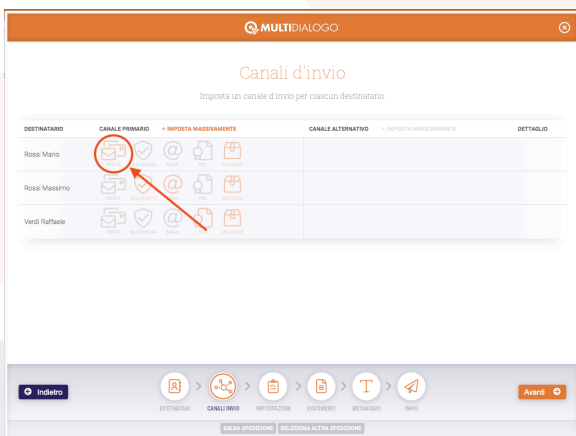 MULTIDIALOGO
Canali d'invio
Imposta un canale d'invio per ciascun destinatario
DESTINATARIO CANALE PRIMARIO + IMPOSTA MASSIVAMENTE CANALE ALTERNATIVO + IMPOSTA MASSIVAMENTE DETTAGLIO
Rossi Mario
POSTA MULTICERTA EMAIL PEC MULTIBOX
Rossi Massimo
POSTA MULTICERTA EMAIL PEC MULTIBOX
Verdi Raffaele
POSTA MULTICERTA EMAIL PEC MULTIBOX
Indietro
Avanti
DESTINATARI CANALI INVIO IMPOSTAZIONI DOCUMENTI MESSAGGIO INVIO
SALVA SPEDIZIONE SELEZIONA ALTRA SPEDIZIONE